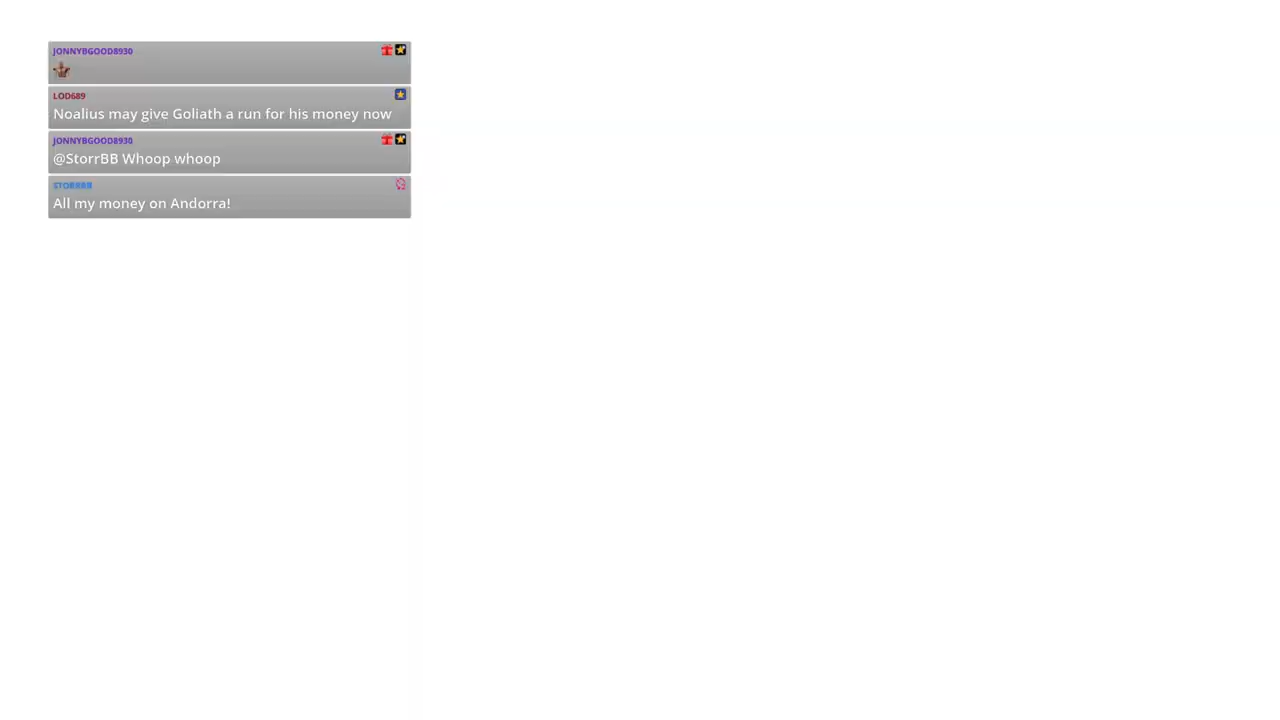 JONNYBGOOD8930
LOD689
Noalius may give Goliath a run for his money now
JONNYBGOOD8930
@StorrBB Whoop whoop
STORRBB
All my money on Andorra!